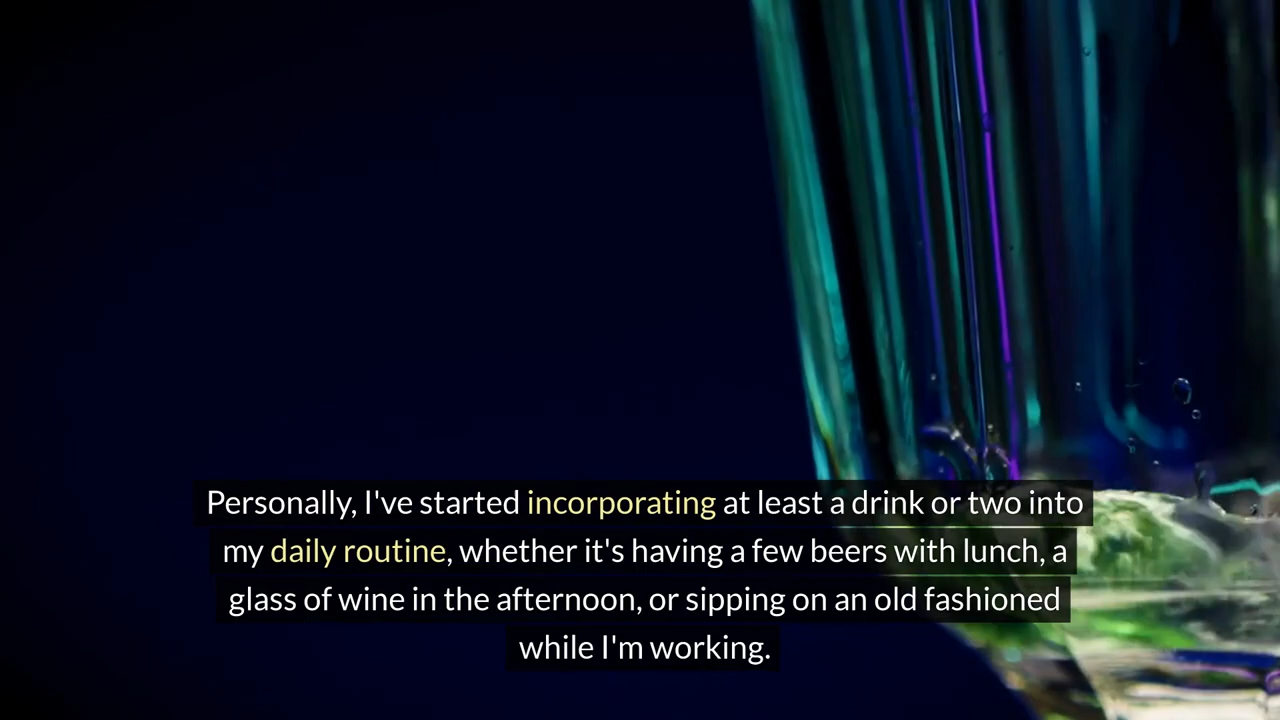 Personally, I've started incorporating at least a drink or two into
my daily routine, whether it's having a few beers with lunch, a
glass of wine in the afternoon, or sipping on an old fashioned
while I'm working.